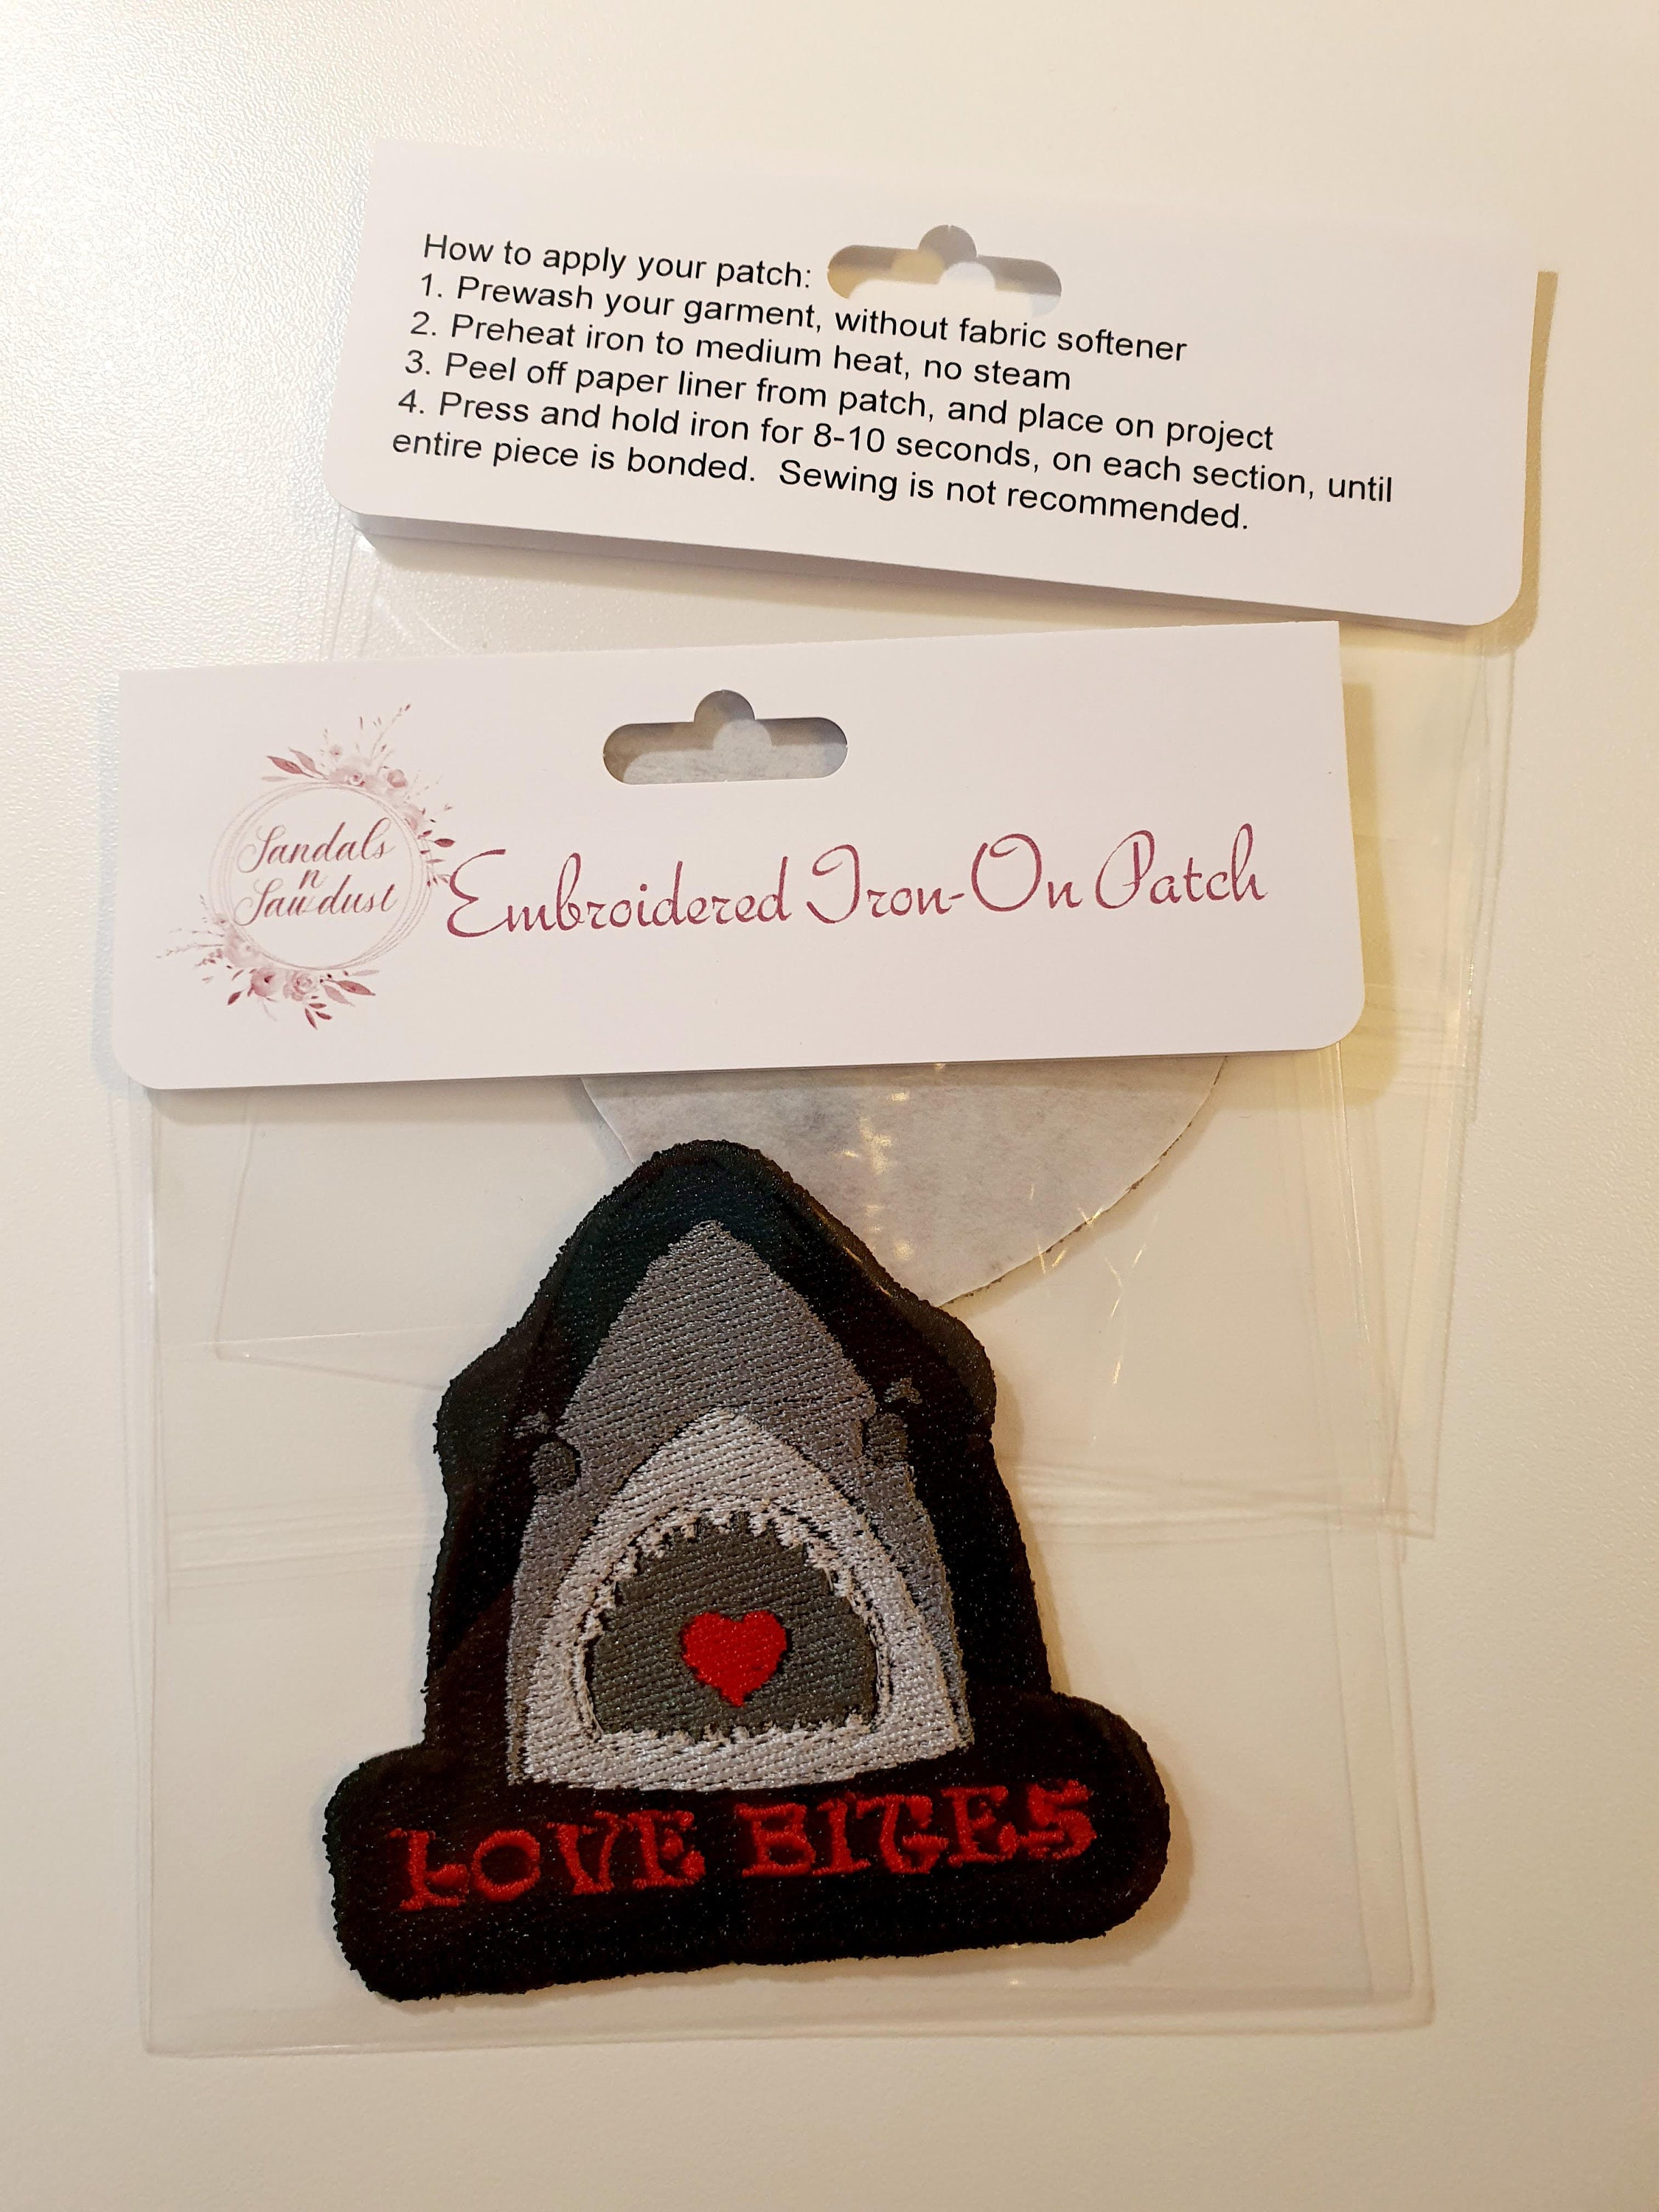 How to apply your patch:
1. Prewash your garment, without fabric softener
2. Preheat iron to medium heat, no steam
3. Peel off paper liner from patch, and place on project
4. Press and hold iron for 8-10 seconds, on each section, until
entire piece is bonded.  Sewing is not recommended.
Sandals
n
Sawdust
Embroidered Iron-On Patch
LOVE BITES